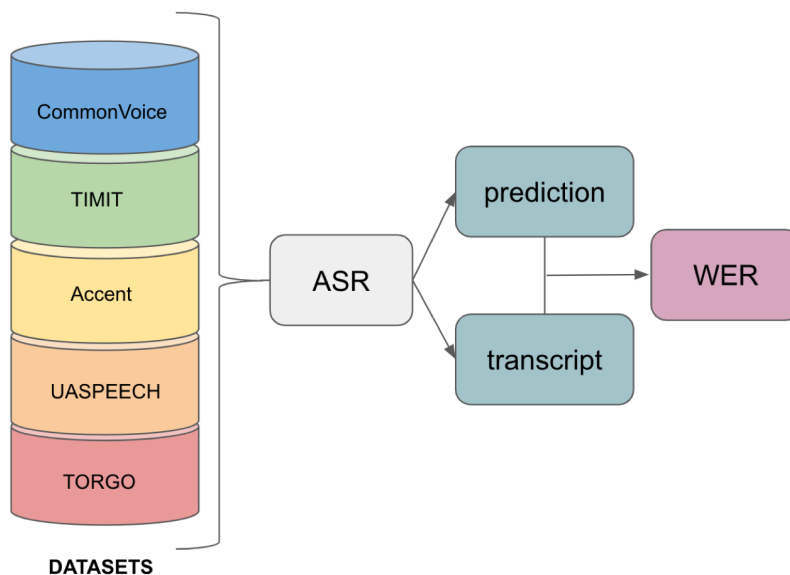 CommonVoice
TIMIT
Accent
UASPEECH
TORGO
DATASETS
ASR
prediction
transcript
WER